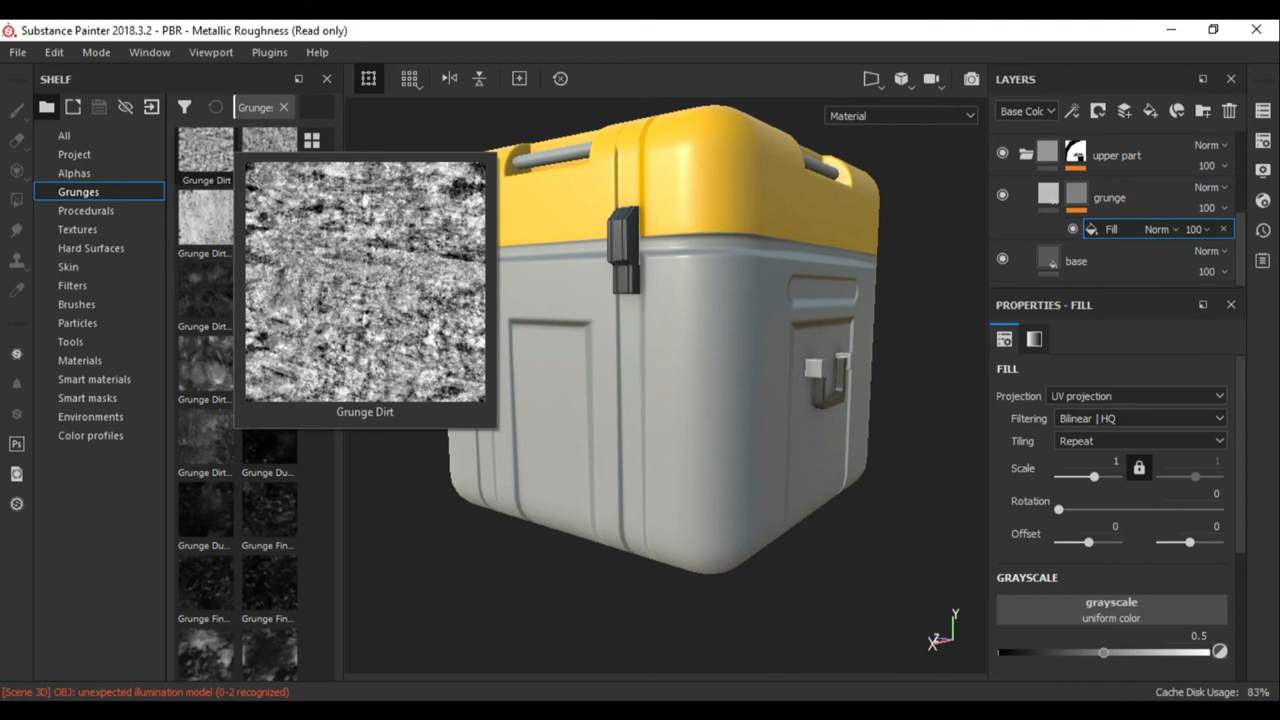 Substance Painter 2018.3.2 - PBR - Metallic Roughness (Read only)
File Edit Mode Window Viewport Plugins Help
SHELF
Grunges
All
Project
Alphas
Grunges
Procedurals
Textures
Hard Surfaces
Skin
Filters
Brushes
Particles
Tools
Materials
Smart materials
Smart masks
Environments
Color profiles
Ps
Grunge Dirt
Grunge Dirt...
Grunge Dirt...
Grunge Dirt...
Grunge Dirt... Grunge Du...
Grunge Du... Grunge Fin...
Grunge Fin... Grunge Fin...
Grunge Dirt
Material
Y
Z
X
LAYERS
Base Col
upper part Norm
100
grunge Norm
100
Fill Norm 100
base Norm
100
PROPERTIES - FILL
FILL
Projection UV projection
Filtering Bilinear | HQ
Tiling Repeat
Scale 1 1
Rotation 0
Offset 0 0
GRAYSCALE
grayscale
uniform color
0.5
[Scene 3D] OBJ: unexpected illumination model (0-2 recognized)
Cache Disk Usage: 83%